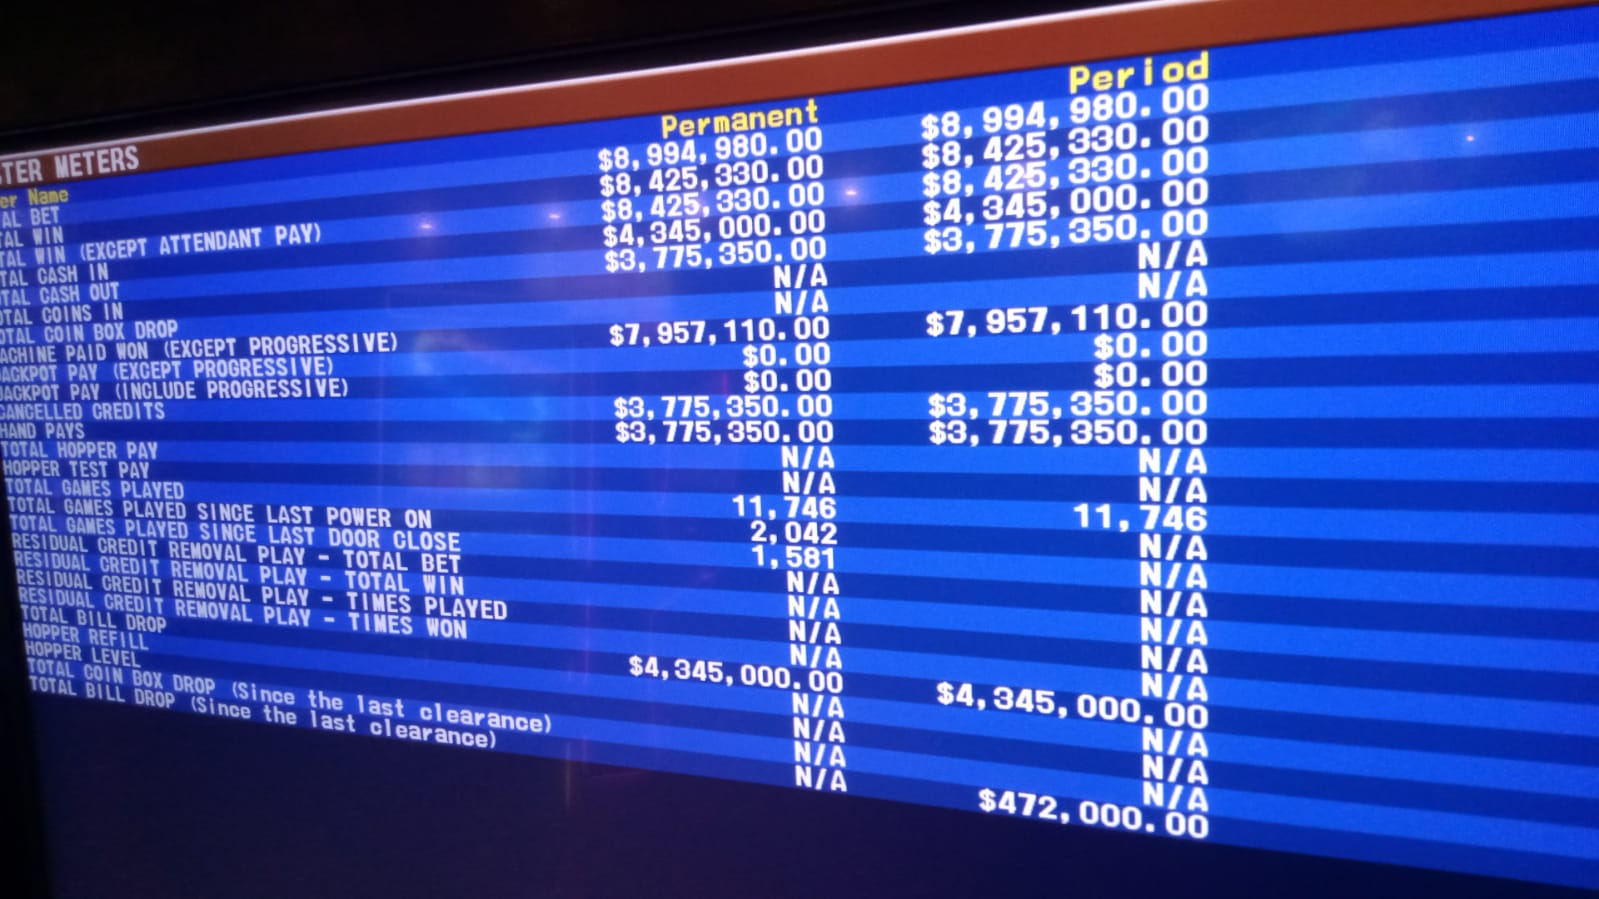 TER METERS
er Name Permanent Period
AL BET $8,994,980.00 $8,994,980.00
AL WIN $8,425,330.00 $8,425,330.00
TAL WIN (EXCEPT ATTENDANT PAY) $8,425,330.00 $8,425,330.00
TAL CASH IN $4,345,000.00 $4,345,000.00
TAL CASH OUT $3,775,350.00 $3,775,350.00
OTAL COINS IN N/A N/A
OTAL COIN BOX DROP N/A N/A
ACHINE PAID WON (EXCEPT PROGRESSIVE) $7,957,110.00 $7,957,110.00
ACKPOT PAY (EXCEPT PROGRESSIVE) $0.00 $0.00
JACKPOT PAY (INCLUDE PROGRESSIVE) $0.00 $0.00
CANCELLED CREDITS $3,775,350.00 $3,775,350.00
HAND PAYS $3,775,350.00 $3,775,350.00
TOTAL HOPPER PAY N/A N/A
HOPPER TEST PAY N/A N/A
TOTAL GAMES PLAYED 11,746 11,746
TOTAL GAMES PLAYED SINCE LAST POWER ON 2,042 N/A
TOTAL GAMES PLAYED SINCE LAST DOOR CLOSE 1,581 N/A
RESIDUAL CREDIT REMOVAL PLAY - TOTAL BET N/A N/A
RESIDUAL CREDIT REMOVAL PLAY - TOTAL WIN N/A N/A
RESIDUAL CREDIT REMOVAL PLAY - TIMES PLAYED N/A N/A
RESIDUAL CREDIT REMOVAL PLAY - TIMES WON N/A N/A
TOTAL BILL DROP $4,345,000.00 $4,345,000.00
HOPPER REFILL N/A N/A
HOPPER LEVEL N/A N/A
TOTAL COIN BOX DROP (Since the last clearance) N/A N/A
TOTAL BILL DROP (Since the last clearance) N/A $472,000.00